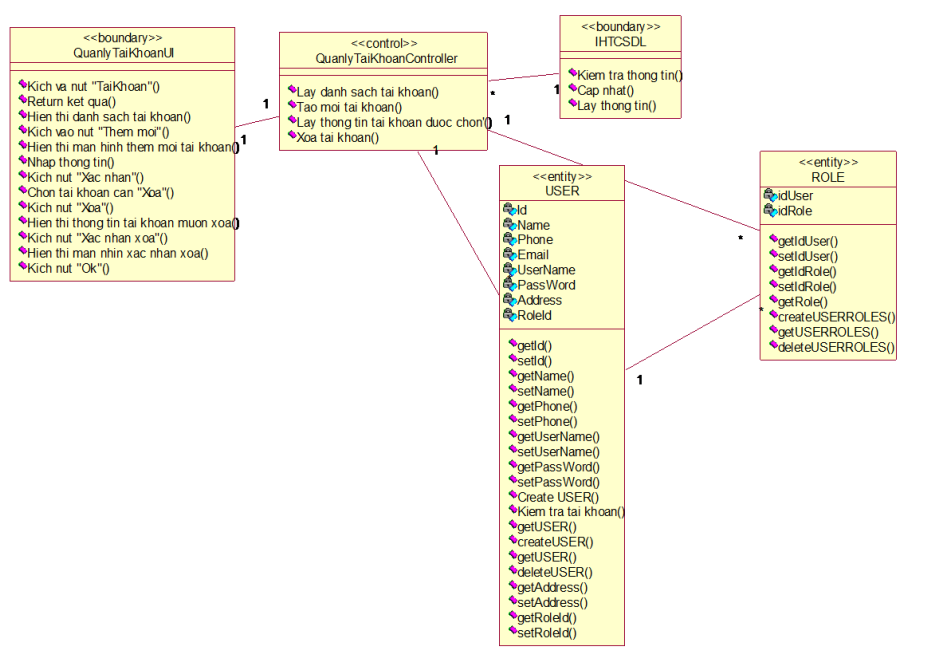 <<boundary>>
QuanlyTaiKhoanUI
Kich va nut "TaiKhoan"()
Return ket qua()
Hien thi danh sach tai khoan()
Kich vao nut "Them moi"()
Hien thi man hinh them moi tai khoan()
Nhap thong tin()
Kich nut "Xac nhan"()
Chon tai khoan can "Xoa"()
Kich nut "Xoa"()
Hien thi thong tin tai khoan muon xoa()
Kich nut "Xac nhan xoa"()
Hien thi man nhin xac nhan xoa()
Kich nut "Ok"()
1
1
<<control>>
QuanlyTaiKhoanController
Lay danh sach tai khoan()
Tao moi tai khoan()
Lay thong tin tai khoan duoc chon'()
Xoa tai khoan()
*
1
1
1
<<boundary>>
IHTCSDL
Kiem tra thong tin()
Cap nhat()
Lay thong tin()
<<entity>>
USER
Id
Name
Phone
Email
UserName
PassWord
Address
RoleId
getId()
setId()
getName()
setName()
getPhone()
setPhone()
getUserName()
setUserName()
getPassWord()
setPassWord()
Create USER()
Kiem tra tai khoan()
getUSER()
createUSER()
getUSER()
deleteUSER()
getAddress()
setAddress()
getRoleId()
setRoleId()
1
*
*
<<entity>>
ROLE
idUser
idRole
getIdUser()
setIdUser()
getIdRole()
setIdRole()
getRole()
createUSERROLES()
getUSERROLES()
deleteUSERROLES()